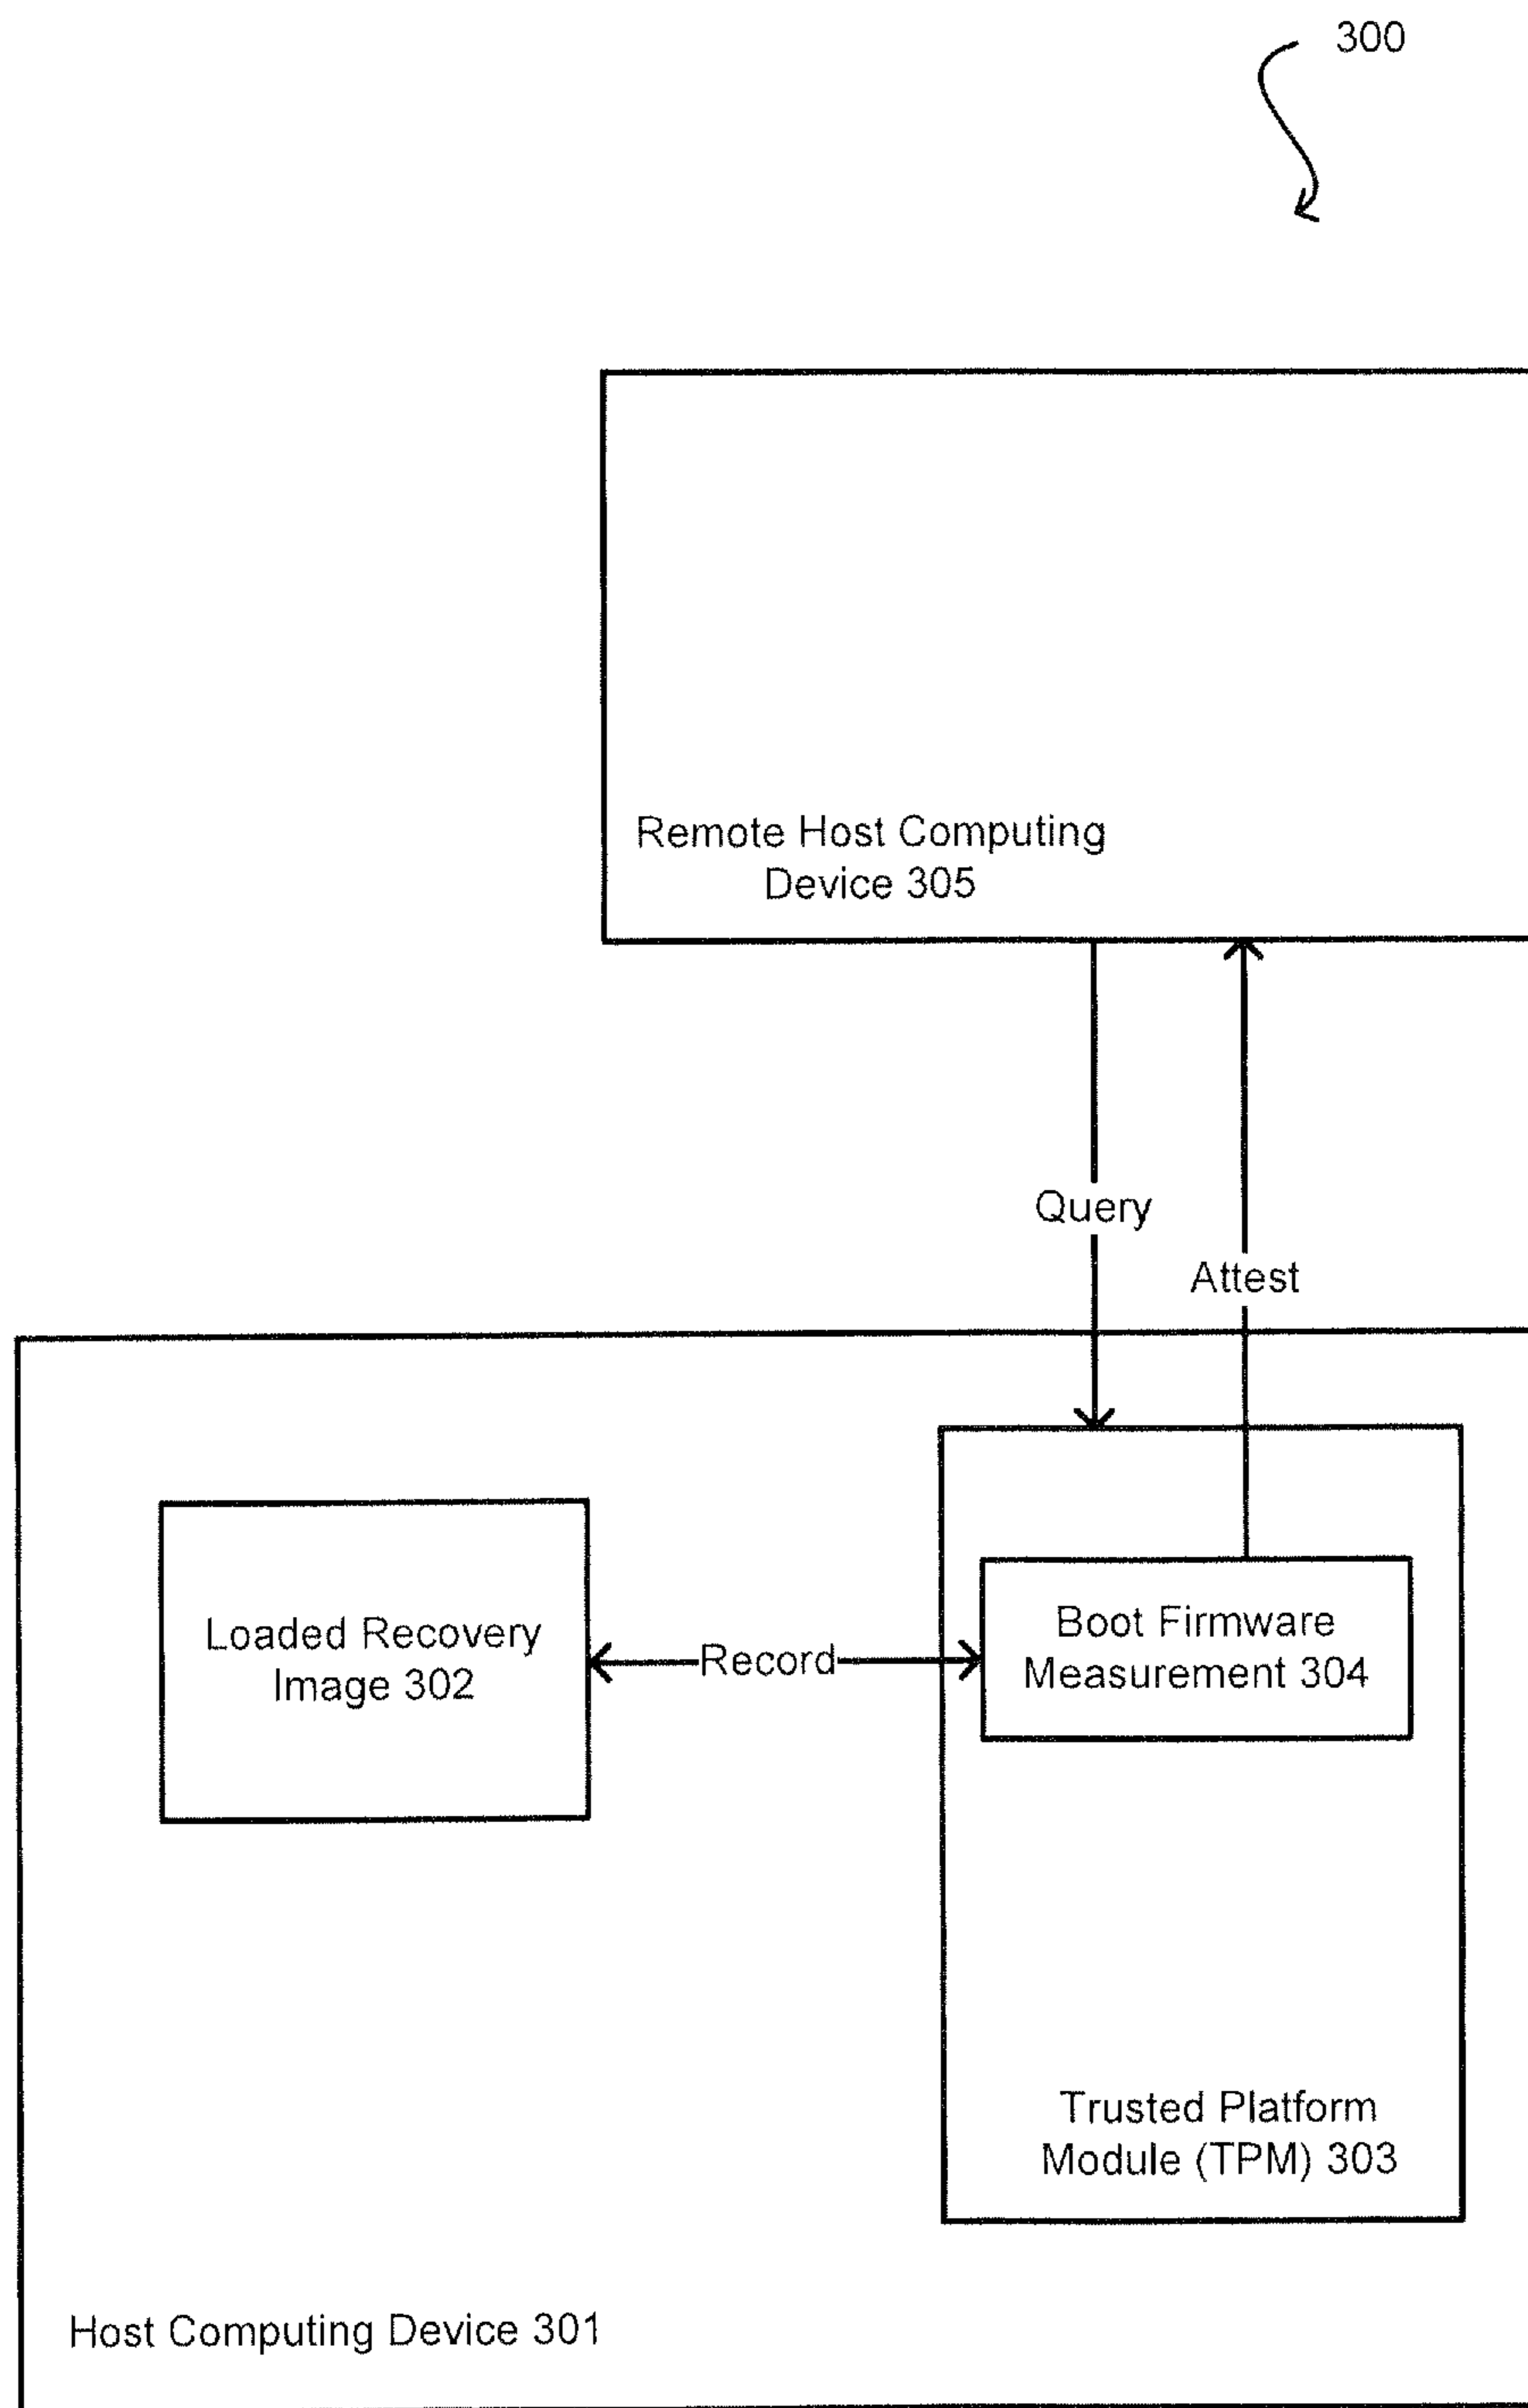 300
Remote Host Computing
Device 305
Query
Attest
Loaded Recovery
Image 302
Record
Boot Firmware
Measurement 304
Trusted Platform
Module (TPM) 303
Host Computing Device 301